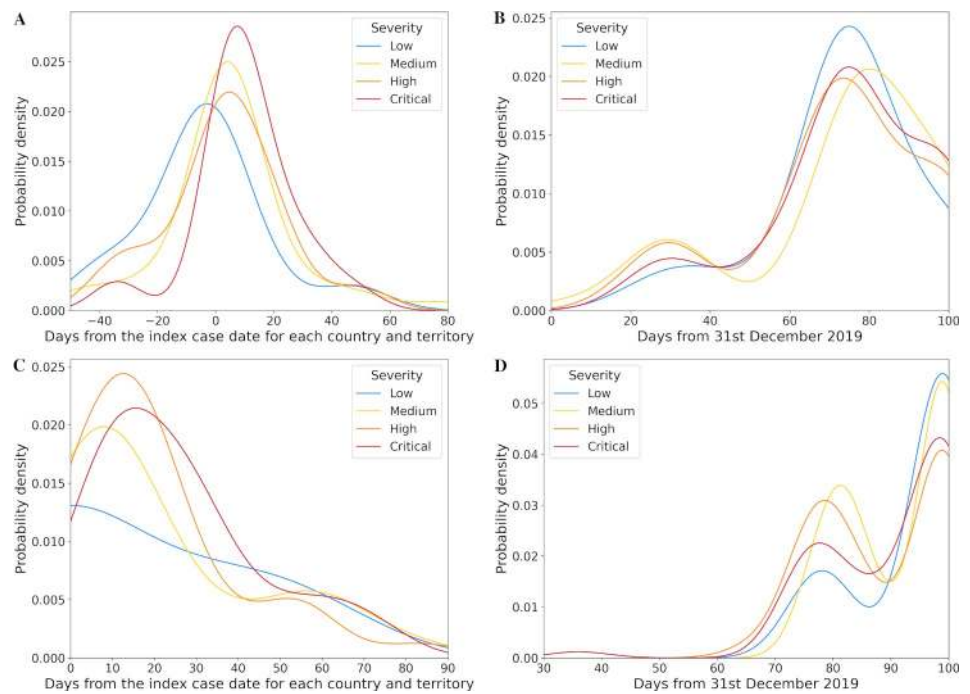 A
Severity
Low
Medium
High
Critical
0.025
0.020
0.015
0.010
0.005
0.000
Probability density
−40 −20 0 20 40 60 80
Days from the index case date for each country and territory
B
Severity
Low
Medium
High
Critical
0.025
0.020
0.015
0.010
0.005
0.000
Probability density
0 20 40 60 80 100
Days from 31st December 2019
C
Severity
Low
Medium
High
Critical
0.025
0.020
0.015
0.010
0.005
0.000
Probability density
0 10 20 30 40 50 60 70 80 90
Days from the index case date for each country and territory
D
Severity
Low
Medium
High
Critical
0.05
0.04
0.03
0.02
0.01
0.00
Probability density
30 40 50 60 70 80 90 100
Days from 31st December 2019